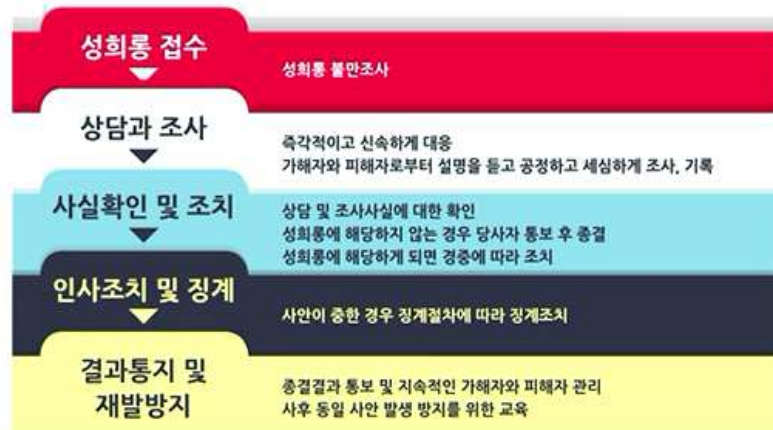 성희롱 접수
성희롱 불만조사
상담과 조사
즉각적이고 신속하게 대응
가해자와 피해자로부터 설명을 듣고 공정하고 세심하게 조사, 기록
사실확인 및 조치
상담 및 조사사실에 대한 확인
성희롱에 해당하지 않는 경우 당사자 통보 후 종결
성희롱에 해당하게 되면 경중에 따라 조치
인사조치 및 징계
사안이 중한 경우 징계절차에 따라 징계조치
결과통지 및
재발방지
종결결과 통보 및 지속적인 가해자와 피해자 관리
사후 동일 사안 발생 방지를 위한 교육